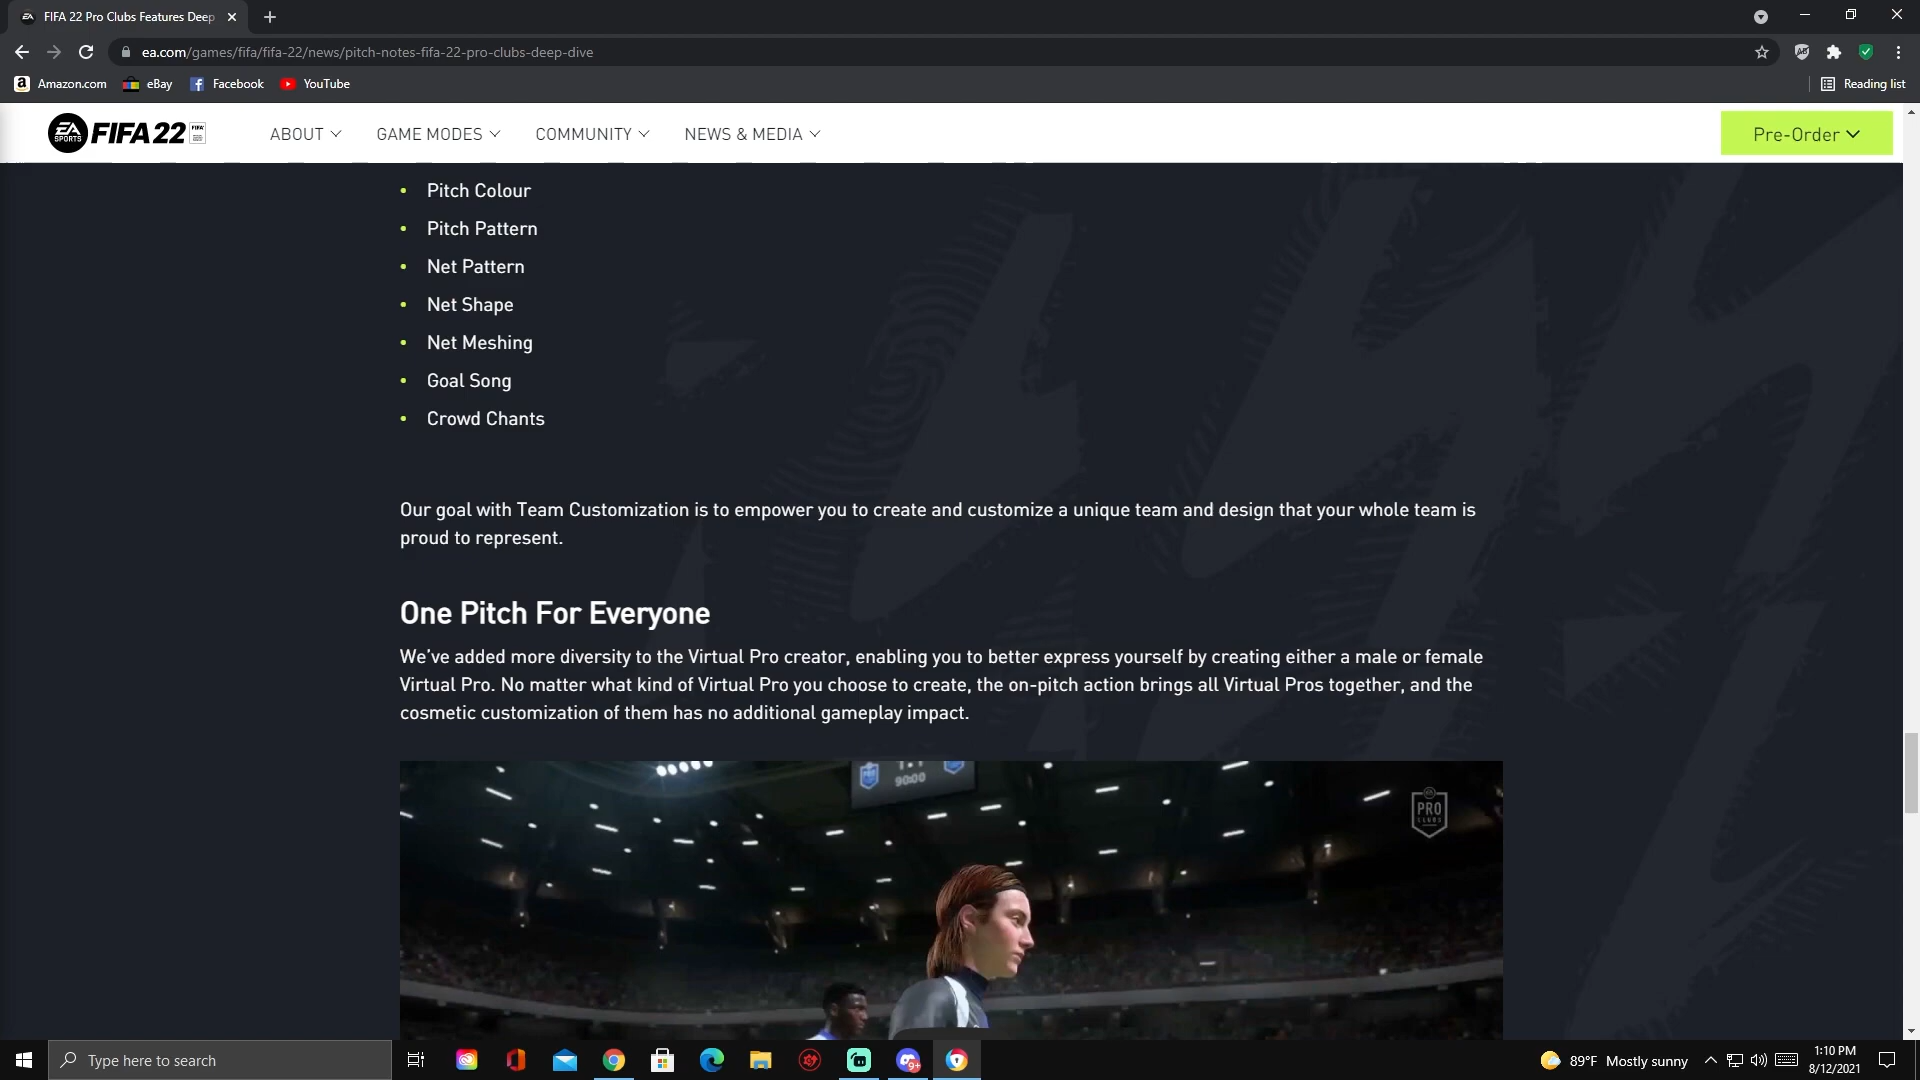 FIFA 22 Pro Clubs Features Deep
ea.com/games/fifa/fifa-22/news/pitch-notes-fifa-22-pro-clubs-deep-dive
Amazon.com eBay Facebook YouTube Reading list
EA SPORTS FIFA 22 ABOUT GAME MODES COMMUNITY NEWS & MEDIA Pre-Order
• Pitch Colour
• Pitch Pattern
• Net Pattern
• Net Shape
• Net Meshing
• Goal Song
• Crowd Chants
Our goal with Team Customization is to empower you to create and customize a unique team and design that your whole team is
proud to represent.
One Pitch For Everyone
We've added more diversity to the Virtual Pro creator, enabling you to better express yourself by creating either a male or female
Virtual Pro. No matter what kind of Virtual Pro you choose to create, the on-pitch action brings all Virtual Pros together, and the
cosmetic customization of them has no additional gameplay impact.
90:00
PRO
CLUBS
Type here to search
9+
89°F Mostly sunny
1:10 PM
8/12/2021